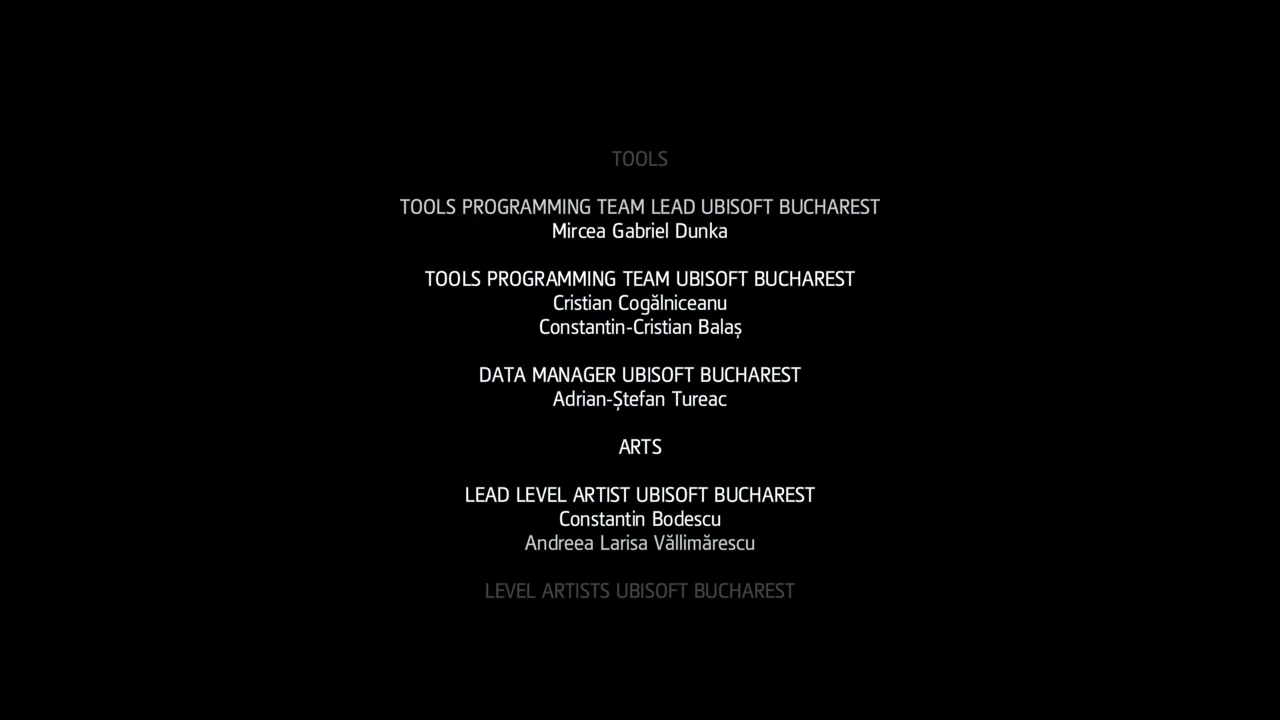 TOOLS
TOOLS PROGRAMMING TEAM LEAD UBISOFT BUCHAREST
Mircea Gabriel Dunka
TOOLS PROGRAMMING TEAM UBISOFT BUCHAREST
Cristian Cogălniceanu
Constantin-Cristian Balaș
DATA MANAGER UBISOFT BUCHAREST
Adrian-Ștefan Tureac
ARTS
LEAD LEVEL ARTIST UBISOFT BUCHAREST
Constantin Bodescu
Andreea Larisa Văllimărescu
LEVEL ARTISTS UBISOFT BUCHAREST